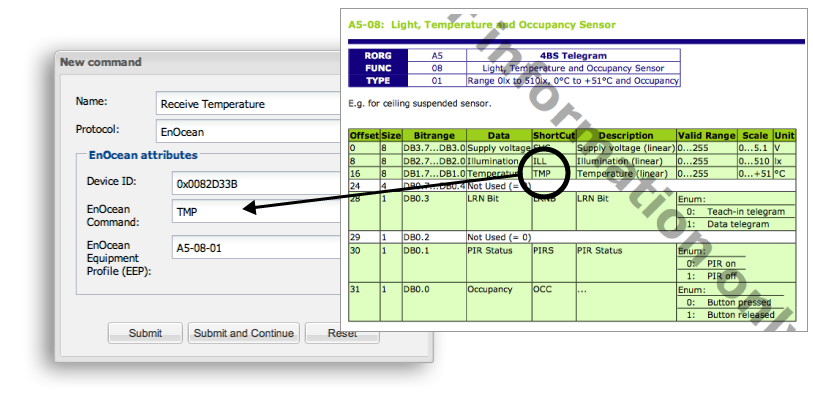 New command
Name:
Receive Temperature
Protocol:
EnOcean
EnOcean attributes
Device ID:
0x0082D33B
EnOcean
Command:
TMP
EnOcean
Equipment
Profile (EEP):
A5-08-01
Submit
Submit and Continue
Reset
A5-08: Light, Temperature and Occupancy Sensor
RORG A5 4BS Telegram
FUNC 08 Light, Temperature and Occupancy Sensor
TYPE 01 Range 0lx to 510lx, 0°C to +51°C and Occupancy
E.g. for ceiling suspended sensor.
Offset Size Bitrange Data ShortCut Description Valid Range Scale Unit
0 8 DB3.7...DB3.0 Supply voltage SVC Supply voltage (linear) 0...255 0...5.1 V
8 8 DB2.7...DB2.0 Illumination ILL Illumination (linear) 0...255 0...510 lx
16 8 DB1.7...DB1.0 Temperature TMP Temperature (linear) 0...255 0...+51 °C
24 4 DB0.7...DB0.4 Not Used (= 0)
28 1 DB0.3 LRN Bit LRNB LRN Bit Enum:
0: Teach-in telegram
1: Data telegram
29 1 DB0.2 Not Used (= 0)
30 1 DB0.1 PIR Status PIRS PIR Status Enum:
0: PIR on
1: PIR off
31 1 DB0.0 Occupancy OCC ... Enum:
0: Button pressed
1: Button released
information only